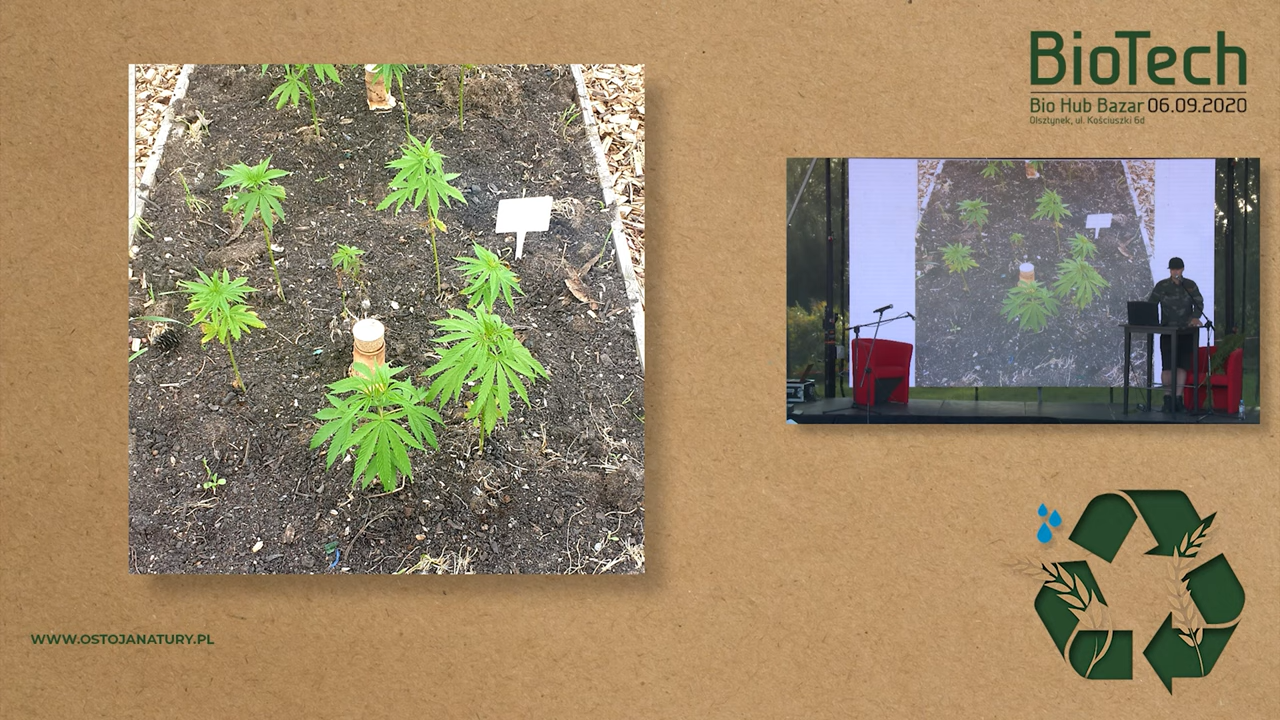 BioTech
Bio Hub Bazar 06.09.2020
Olsztynek, ul. Kościuszki 6d
WWW.OSTOJANATURY.PL